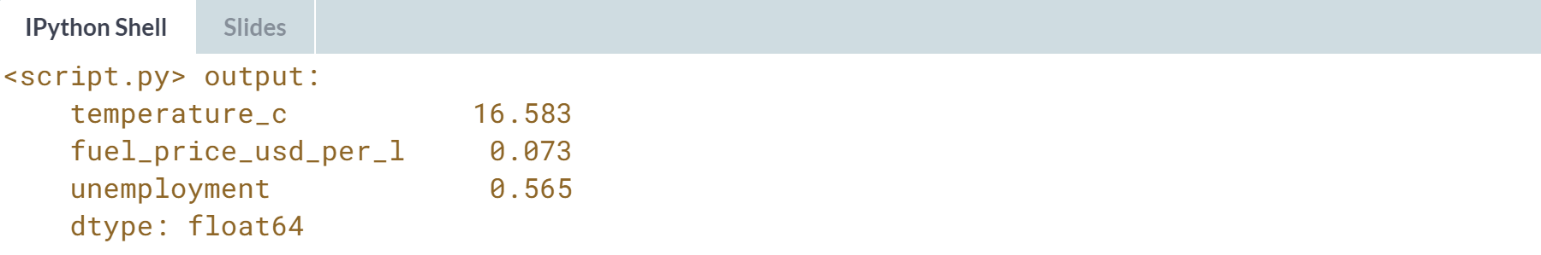 IPython Shell Slides
<script.py> output:
temperature_c 16.583
fuel_price_usd_per_l 0.073
unemployment 0.565
dtype: float64